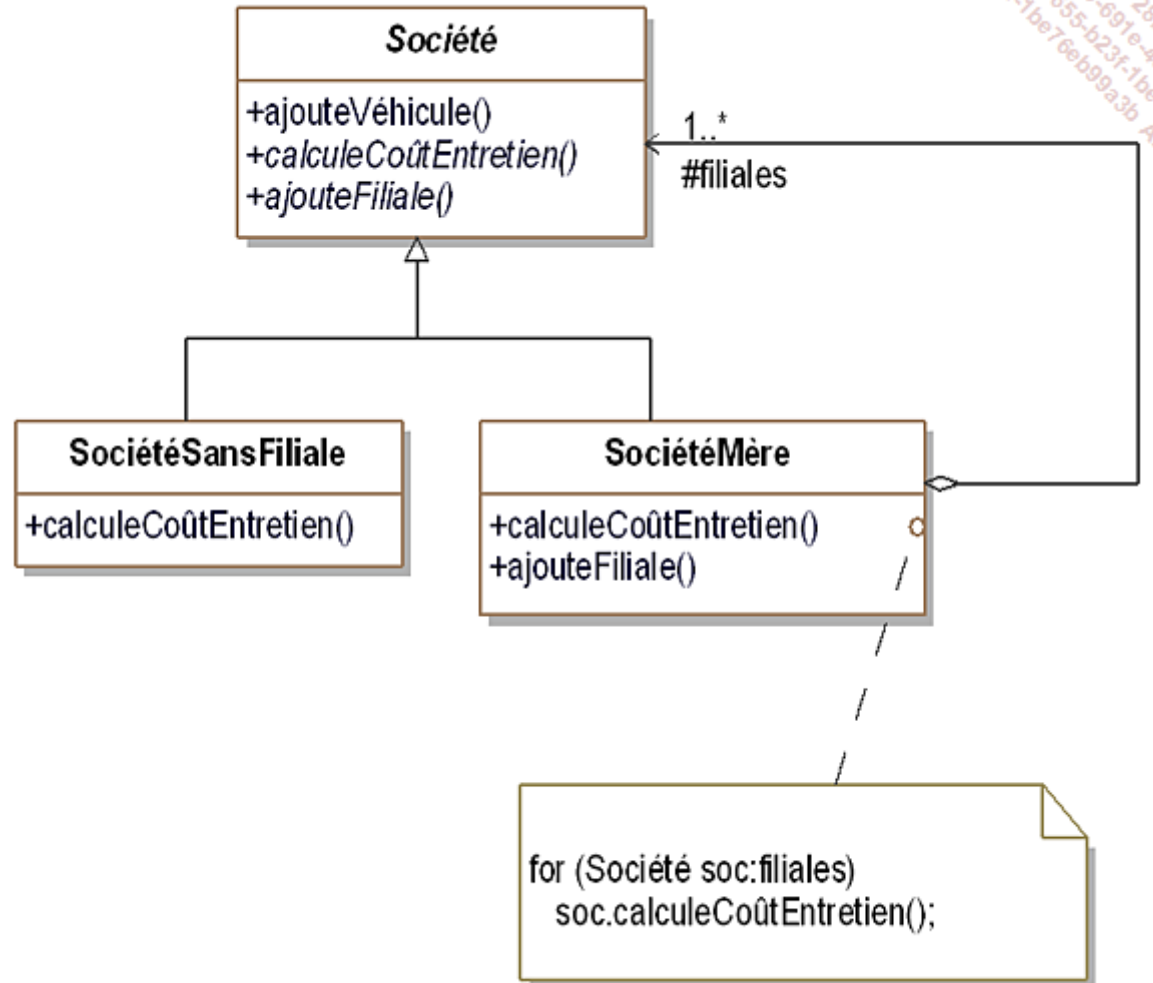 Société
+ajouteVéhicule()
+calculeCoûtEntretien()
+ajouteFiliale()
1..*
#filiales
SociétéSansFiliale
+calculeCoûtEntretien()
SociétéMère
+calculeCoûtEntretien()
+ajouteFiliale()
for (Société soc:filiales)
soc.calculeCoûtEntretien();